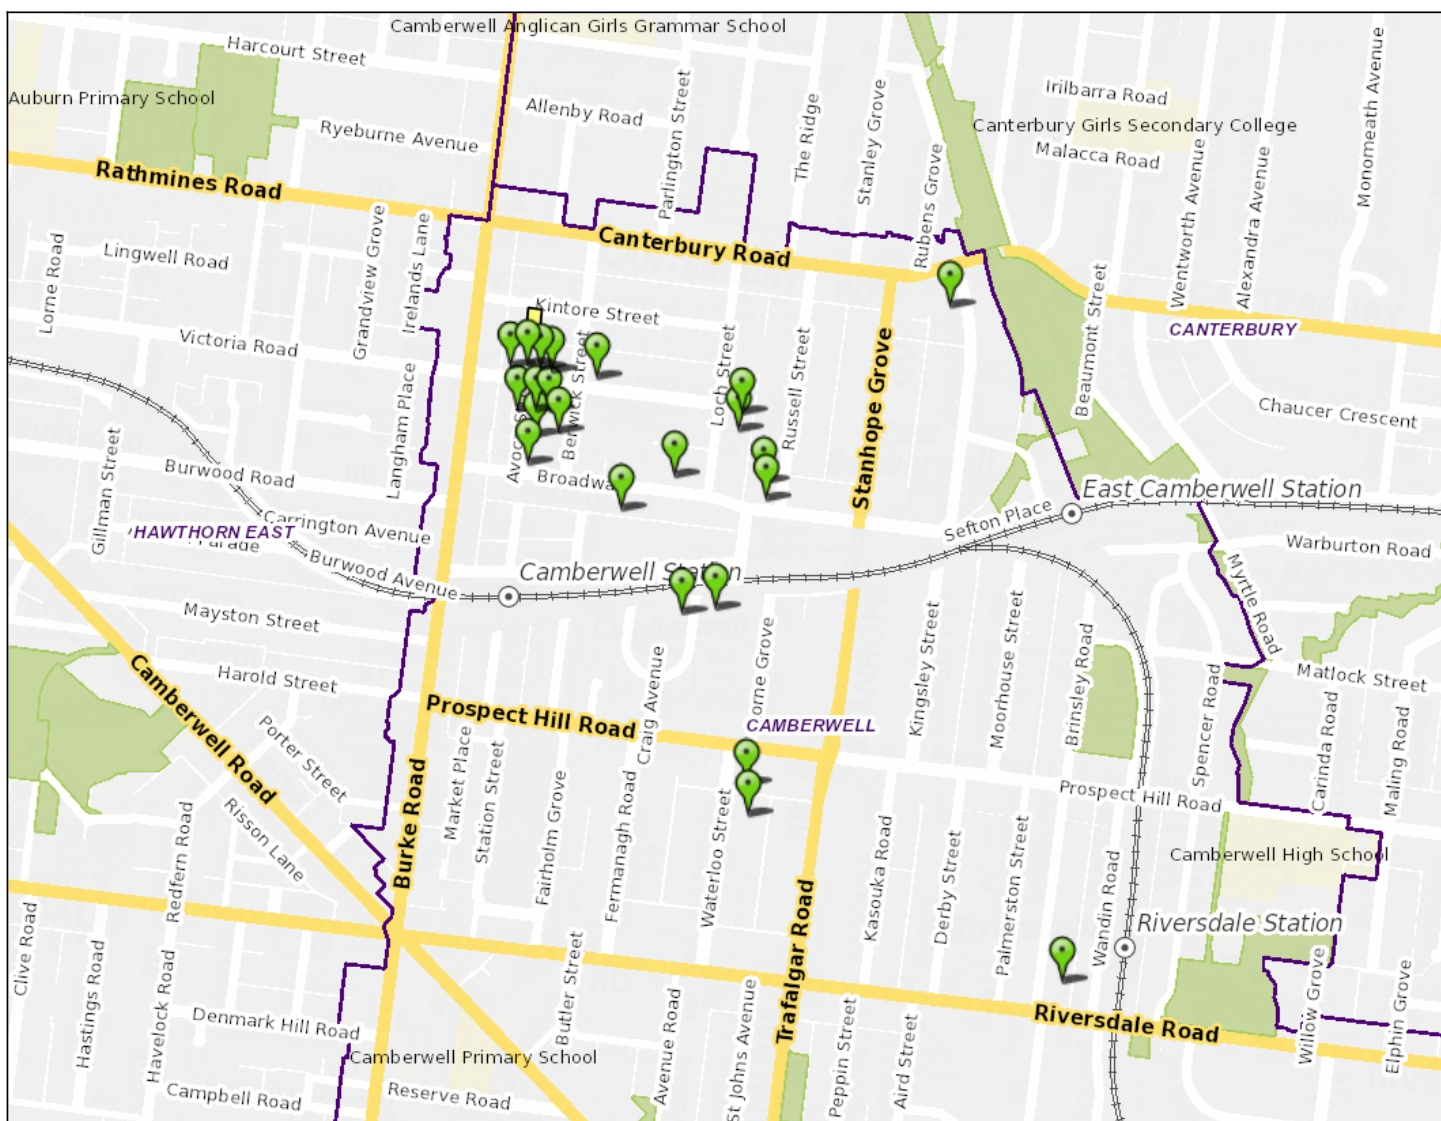 Camberwell Anglican Girls Grammar School
Harcourt Street
Auburn Primary School
Ryeburne Avenue
Allenby Road
Parlington Street
The Ridge
Stanley Grove
Rubens Grove
Irilbarra Road
Canterbury Girls Secondary College
Malacca Road
Wentworth Avenue
Alexandra Avenue
Monomeath Avenue
Rathmines Road
Canterbury Road
Lorne Road
Lingwell Road
Grandview Grove
Irelands Lane
Victoria Road
Kintore Street
Langham Place
Berwick Street
Loch Street
Russell Street
Stanhope Grove
Beaumont Street
CANTERBURY
Chaucer Crescent
Gillman Street
Burwood Road
HAWTHORN EAST
Carrington Avenue
Burwood Avenue
Camberwell Station
Sefton Place
East Camberwell Station
Warburton Road
Myrtle Road
Matlock Street
Mayston Street
Harold Street
Camberwell Road
Porter Street
Risson Lane
Prospect Hill Road
Craig Avenue
CAMBERWELL
Kingsley Street
Moorhouse Street
Brinsley Road
Spencer Road
Carinda Road
Maling Road
Prospect Hill Road
Camberwell High School
Burke Road
Market Place
Station Street
Fairholm Grove
Fermanagh Road
Waterloo Street
Trafalgar Road
Kasouka Road
Derby Street
Palmerston Street
Wandin Road
Riversdale Station
Riversdale Road
Willow Grove
Elphin Grove
Clive Road
Hastings Road
Havelock Road
Redfern Road
Denmark Hill Road
Camberwell Primary School
Campbell Road
Reserve Road
Butler Street
Avenue Road
St Johns Avenue
Peppin Street
Aird Street